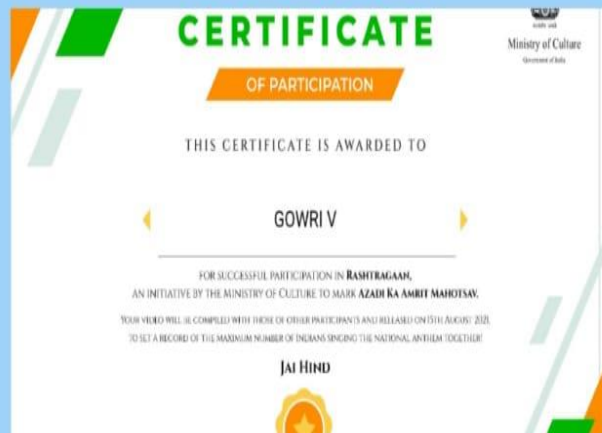 CERTIFICATE
OF PARTICIPATION
Ministry of Culture
Government of India
THIS CERTIFICATE IS AWARDED TO
GOWRI V
FOR SUCCESSFUL PARTICIPATION IN RASHTRAGAAN,
AN INITIATIVE BY THE MINISTRY OF CULTURE TO MARK AZADI KA AMRIT MAHOTSAV.
YOUR VIDEO WILL BE COMPILED WITH THOSE OF OTHER PARTICIPANTS AND RELEASED ON 15TH AUGUST 2021,
TO SET A RECORD OF THE MAXIMUM NUMBER OF INDIANS SINGING THE NATIONAL ANTHEM TOGETHER!
JAI HIND